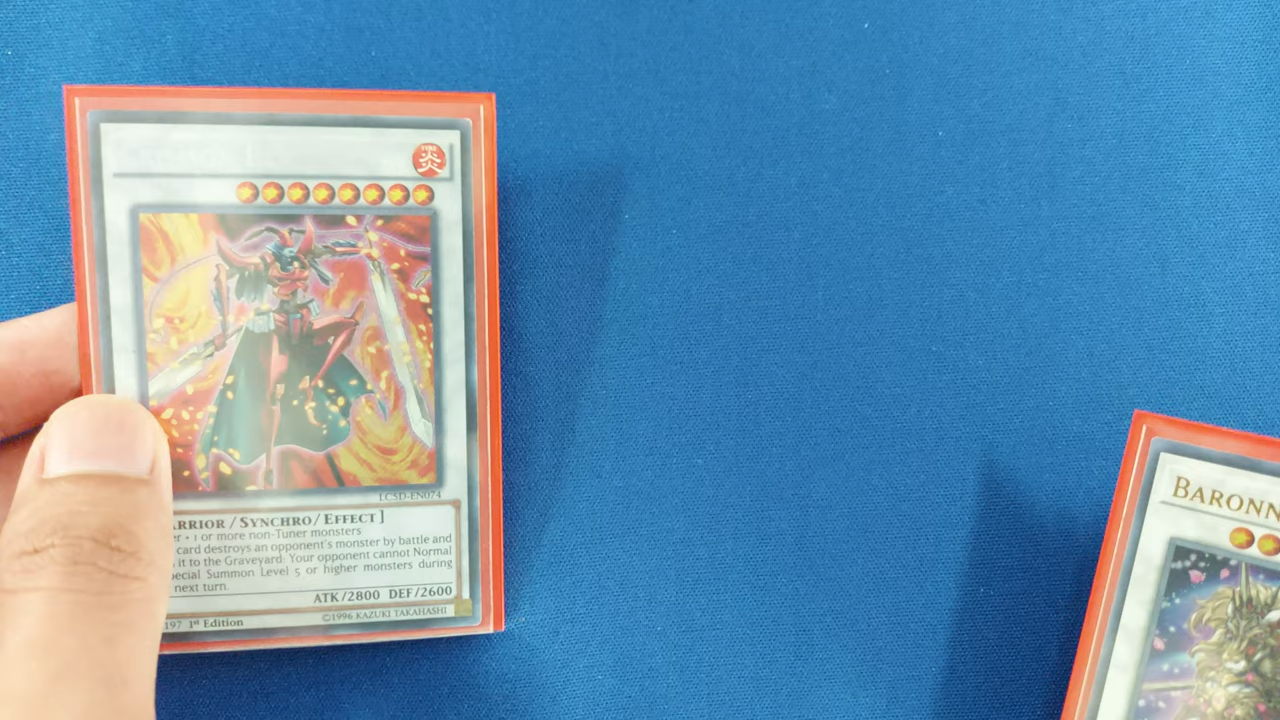 FIRE
炎
LC5D-EN074
ARRIOR / SYNCHRO / EFFECT ]
er + 1 or more non-Tuner monsters
card destroys an opponent's monster by battle and
it to the Graveyard: Your opponent cannot Normal
pecial Summon Level 5 or higher monsters during
next turn.
ATK/2800 DEF/2600
197 1st Edition
©1996 KAZUKI TAKAHASHI
BARONN